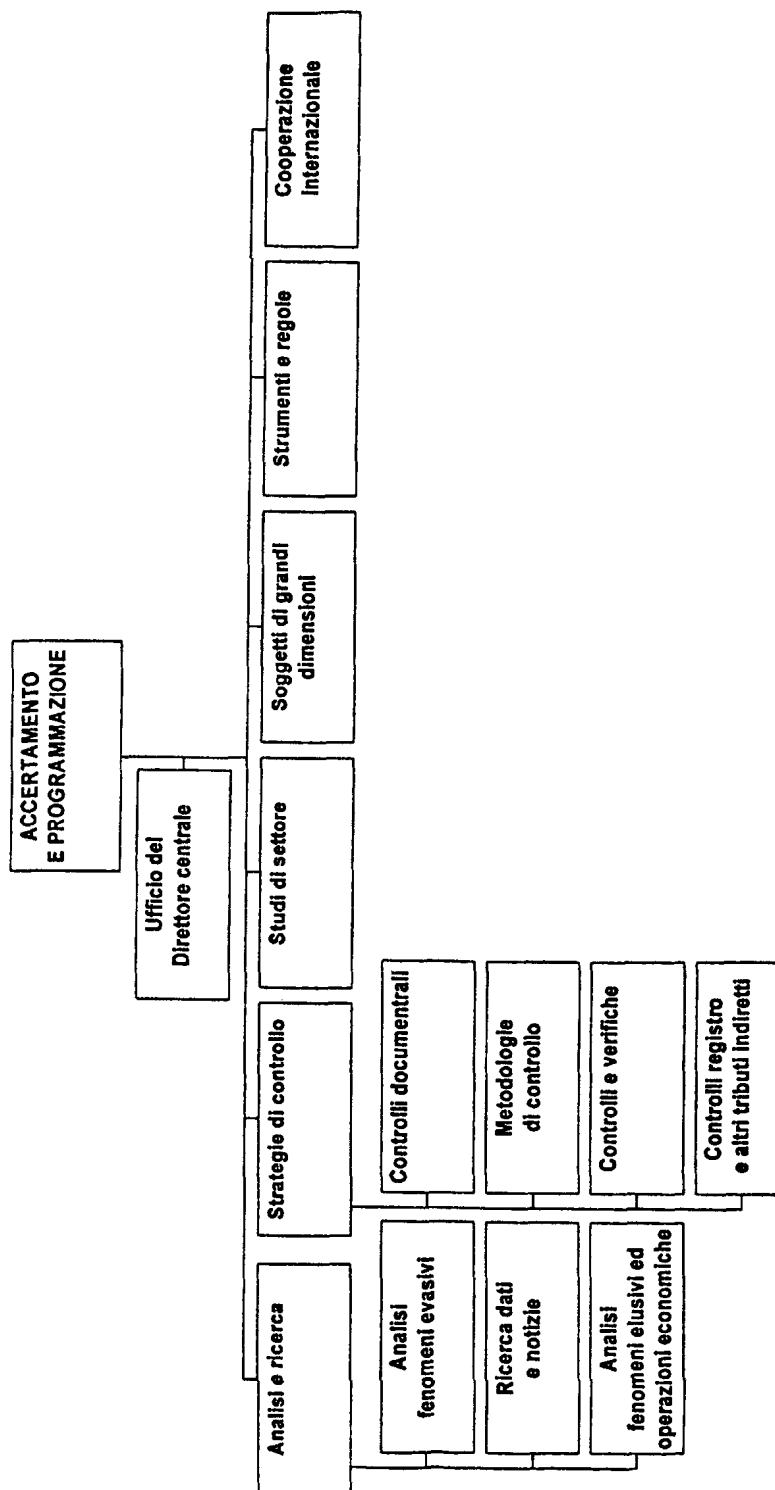 ACCERTAMENTO
E PROGRAMMAZIONE
Ufficio del
Direttore centrale
Analisi e ricerca
Strategie di controllo
Studi di settore
Soggetti di grandi
dimensioni
Strumenti e regole
Cooperazione
Internazionale
Analisi
fenomeni evasivi
Ricerca dati
e notizie
Analisi
fenomeni elusivi ed
operazioni economiche
Controlli documentrali
Metodologie
di controllo
Controlli e verifiche
Controlli registro
e altri tributi indiretti